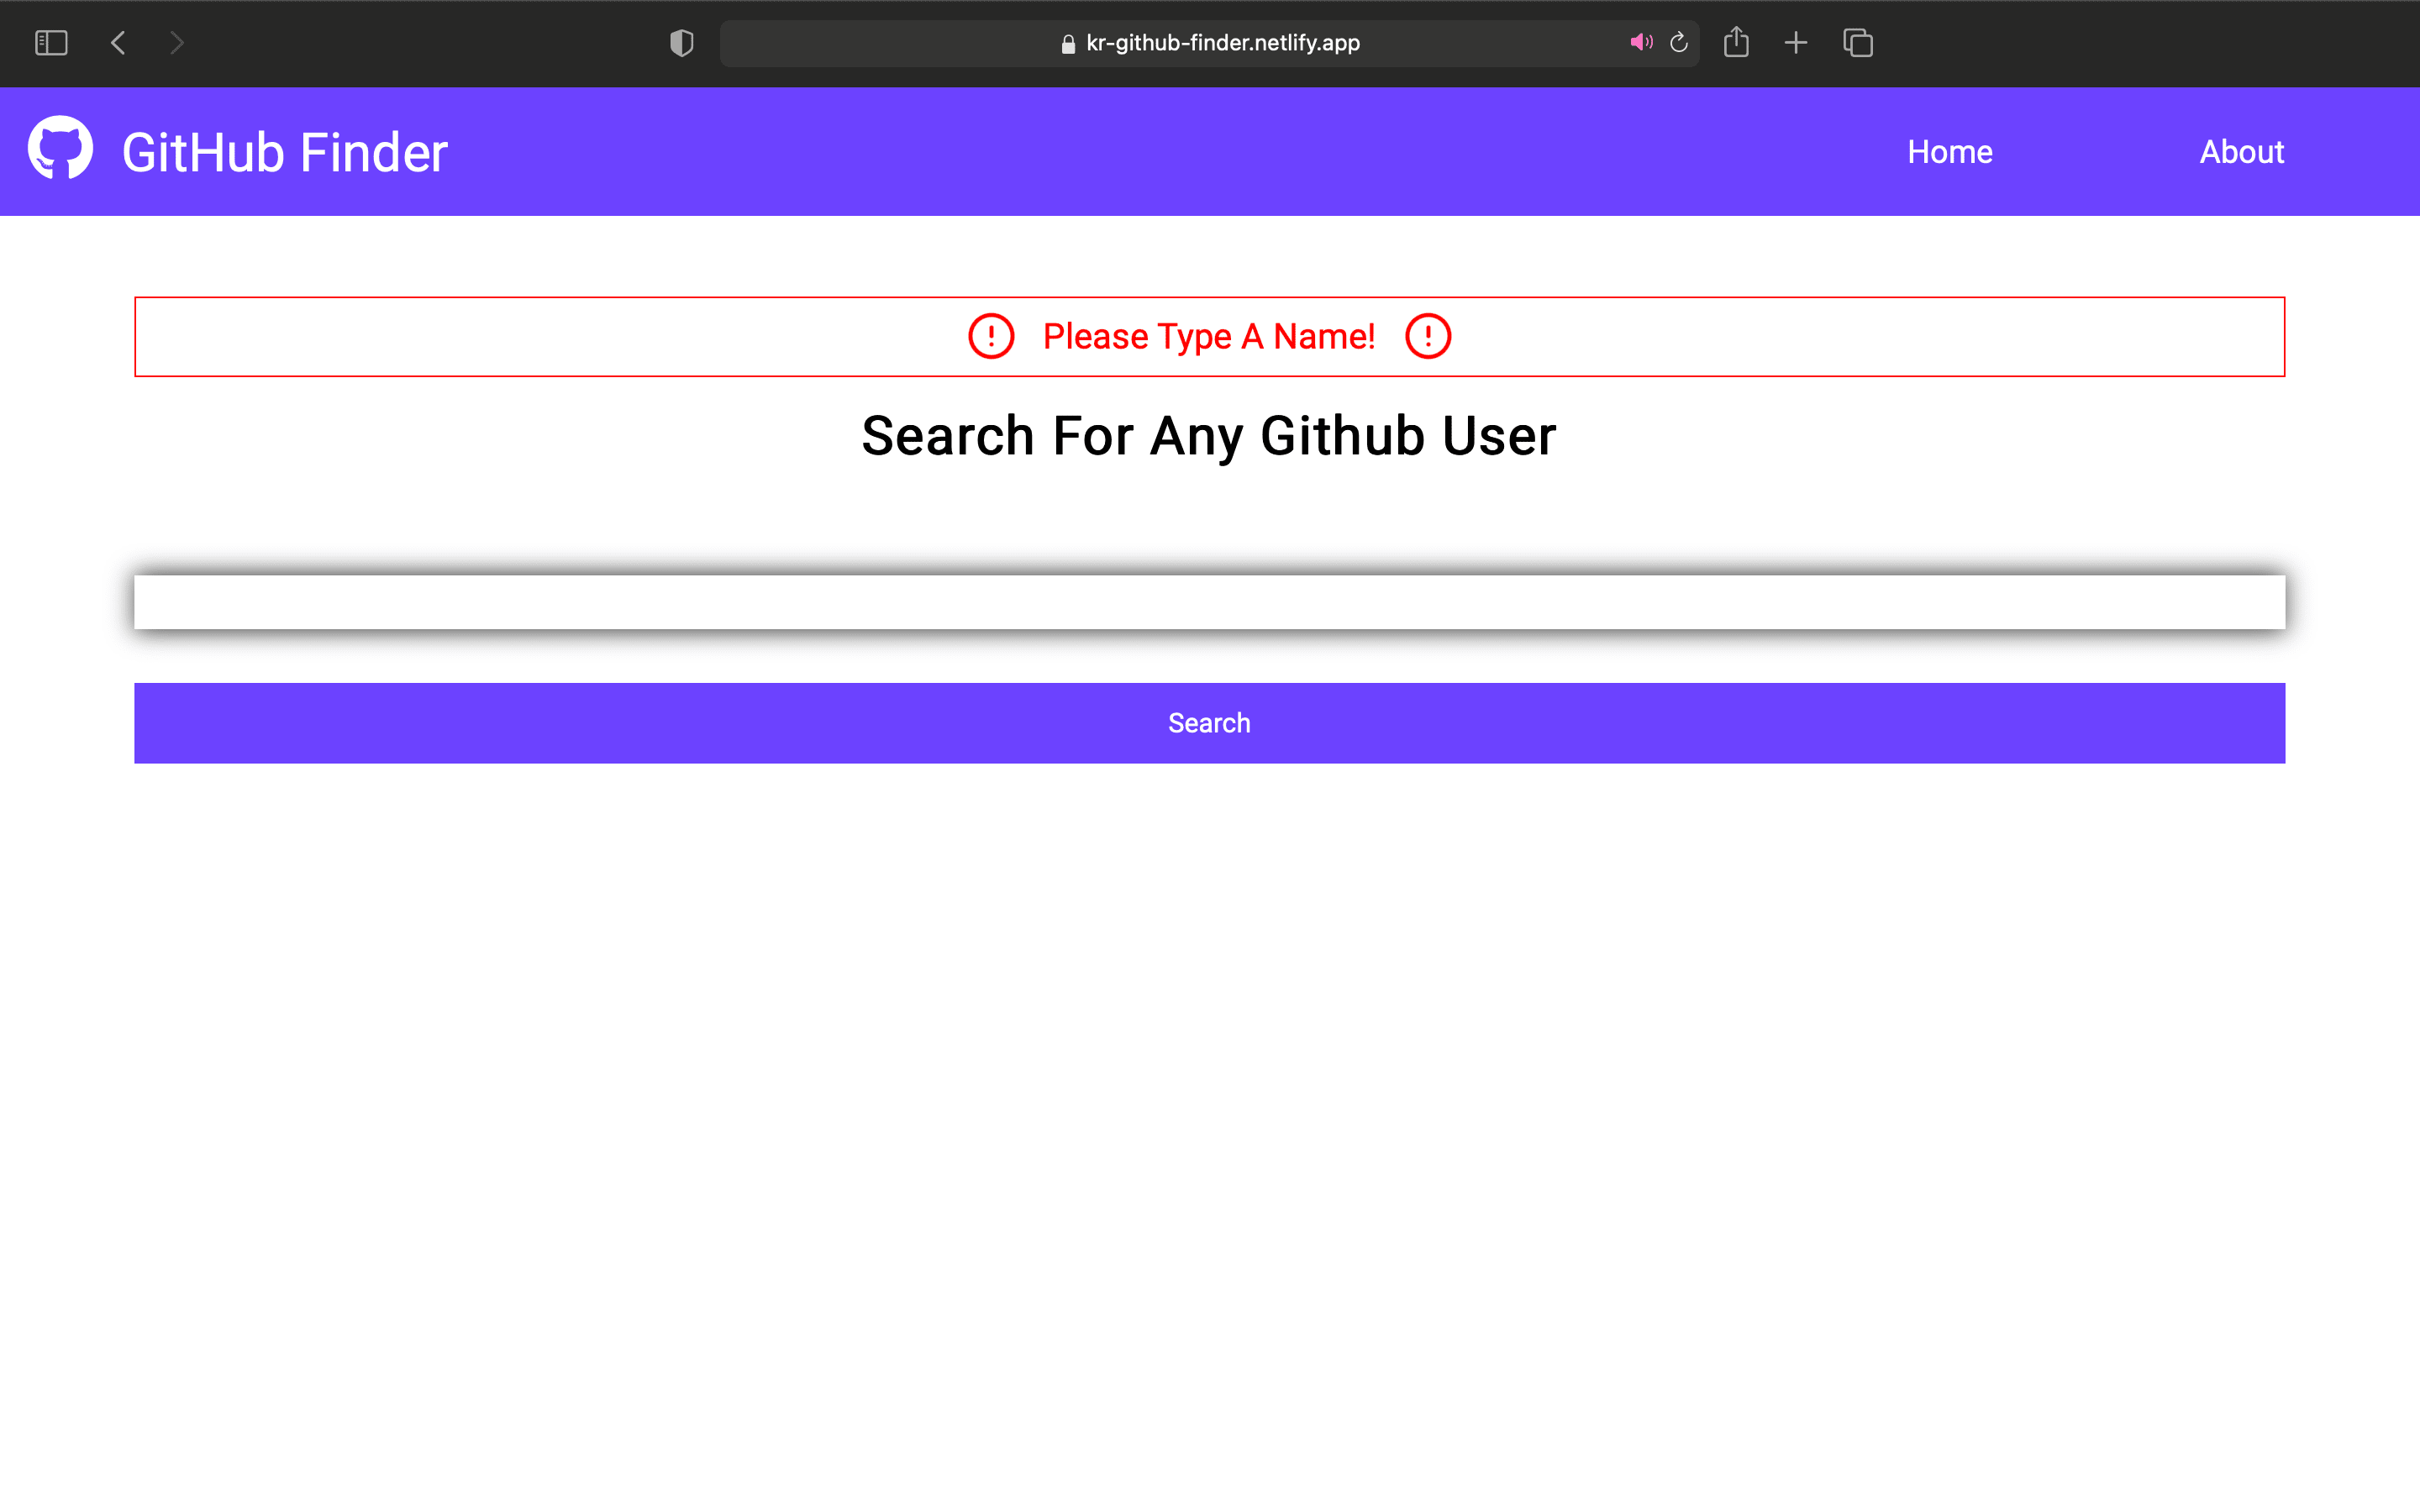 kr-github-finder.netlify.app
GitHub Finder
Home
About
Please Type A Name!
Search For Any Github User
Search